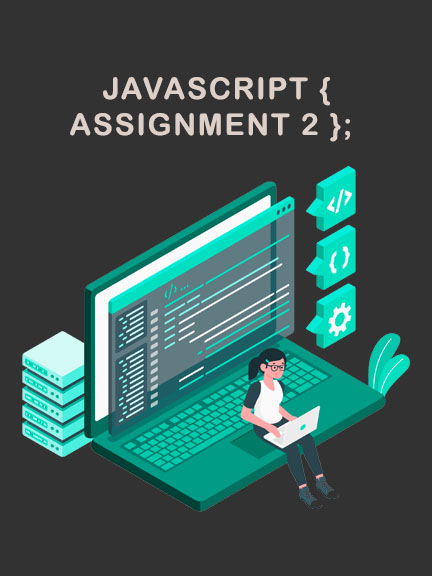 JAVASCRIPT {
ASSIGNMENT 2 };
</>
{ }